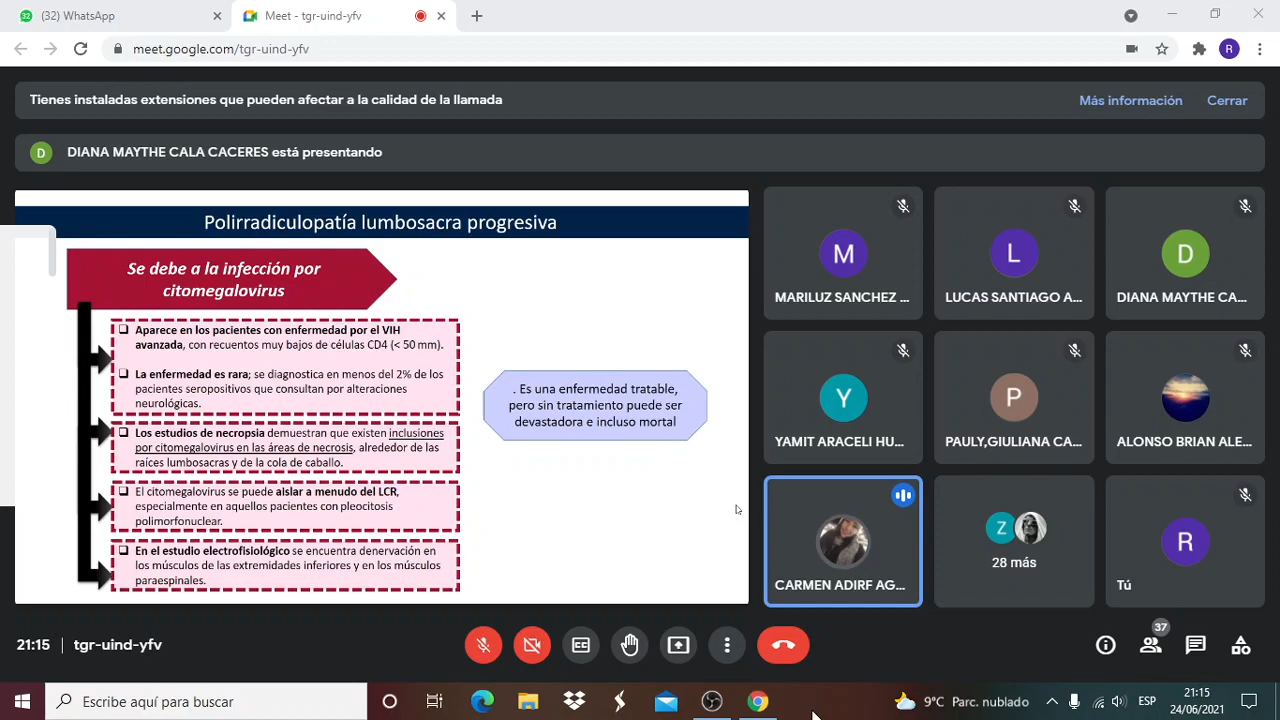 (32) WhatsApp
Meet - tgr-uind-yfv
meet.google.com/tgr-uind-yfv
R
Tienes instaladas extensiones que pueden afectar a la calidad de la llamada
Más información
Cerrar
D
DIANA MAYTHE CALA CACERES está presentando
Polirradiculopatía lumbosacra progresiva
Se debe a la infección por
citomegalovirus
Aparece en los pacientes con enfermedad por el VIH
avanzada, con recuentos muy bajos de células CD4 (< 50 mm).
La enfermedad es rara; se diagnostica en menos del 2% de los
pacientes seropositivos que consultan por alteraciones
neurológicas.
Los estudios de necropsia demuestran que existen inclusiones
por citomegalovirus en las áreas de necrosis, alrededor de las
raíces lumbosacras y de la cola de caballo.
El citomegalovirus se puede aislar a menudo del LCR,
especialmente en aquellos pacientes con pleocitosis
polimorfonuclear.
En el estudio electrofisiológico se encuentra denervación en
los músculos de las extremidades inferiores y en los músculos
paraespinales.
. Es una enfermedad tratable,
pero sin tratamiento puede ser
devastadora e incluso mortal
M
MARILUZ SANCHEZ ...
L
LUCAS SANTIAGO A...
D
DIANA MAYTHE CA...
Y
YAMIT ARACELI HU...
P
PAULY,GIULIANA CA...
ALONSO BRIAN ALE...
CARMEN ADIRF AG...
Z
28 más
R
Tú
21:15 | tgr-uind-yfv
37
Escribe aquí para buscar
9°C Parc. nublado
ESP
21:15
24/06/2021